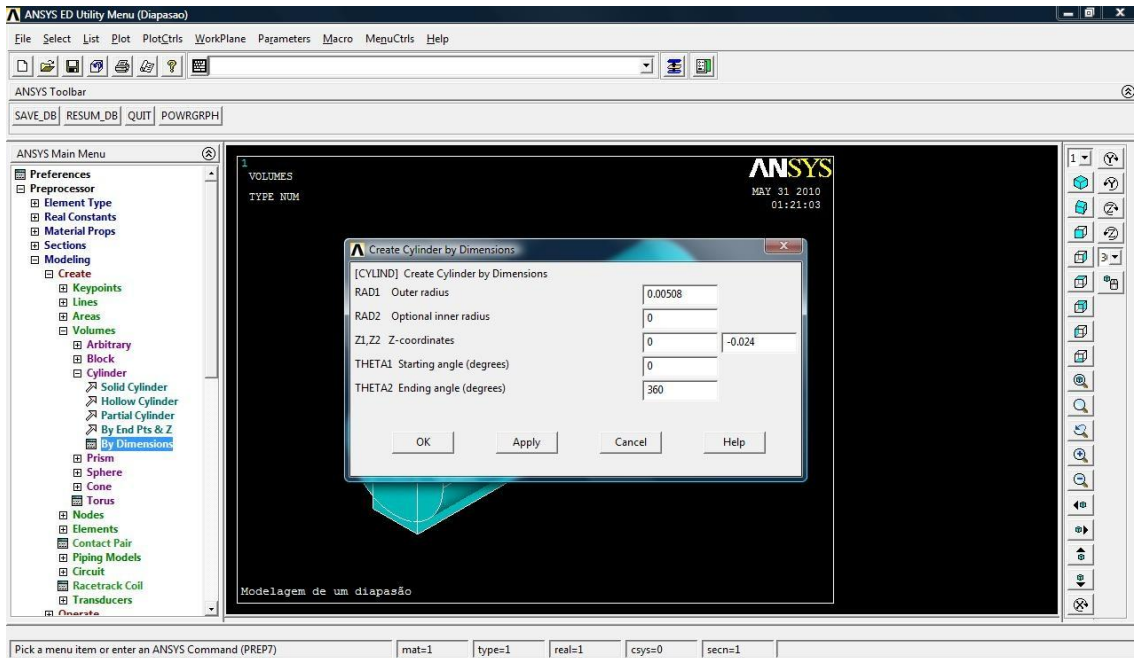 ANSYS ED Utility Menu (Diapasao)
File Select List Plot PlotCtrls WorkPlane Parameters Macro MenuCtrls Help
ANSYS Toolbar
SAVE_DB RESUM_DB QUIT POWRGRPH
ANSYS Main Menu
Preferences
Preprocessor
Element Type
Real Constants
Material Props
Sections
Modeling
Create
Keypoints
Lines
Areas
Volumes
Arbitrary
Block
Cylinder
Solid Cylinder
Hollow Cylinder
Partial Cylinder
By End Pts & Z
By Dimensions
Prism
Sphere
Cone
Torus
Nodes
Elements
Contact Pair
Piping Models
Circuit
Racetrack Coil
Transducers
Operate
1
VOLUMES
TYPE NUM
ANSYS
MAY 31 2010
01:21:03
Create Cylinder by Dimensions
[CYLIND] Create Cylinder by Dimensions
RAD1 Outer radius 0.00508
RAD2 Optional inner radius 0
Z1,Z2 Z-coordinates 0 -0.024
THETA1 Starting angle (degrees) 0
THETA2 Ending angle (degrees) 360
OK Apply Cancel Help
Modelagem de um diapasão
1
Pick a menu item or enter an ANSYS Command (PREP7) mat=1 type=1 real=1 csys=0 secn=1